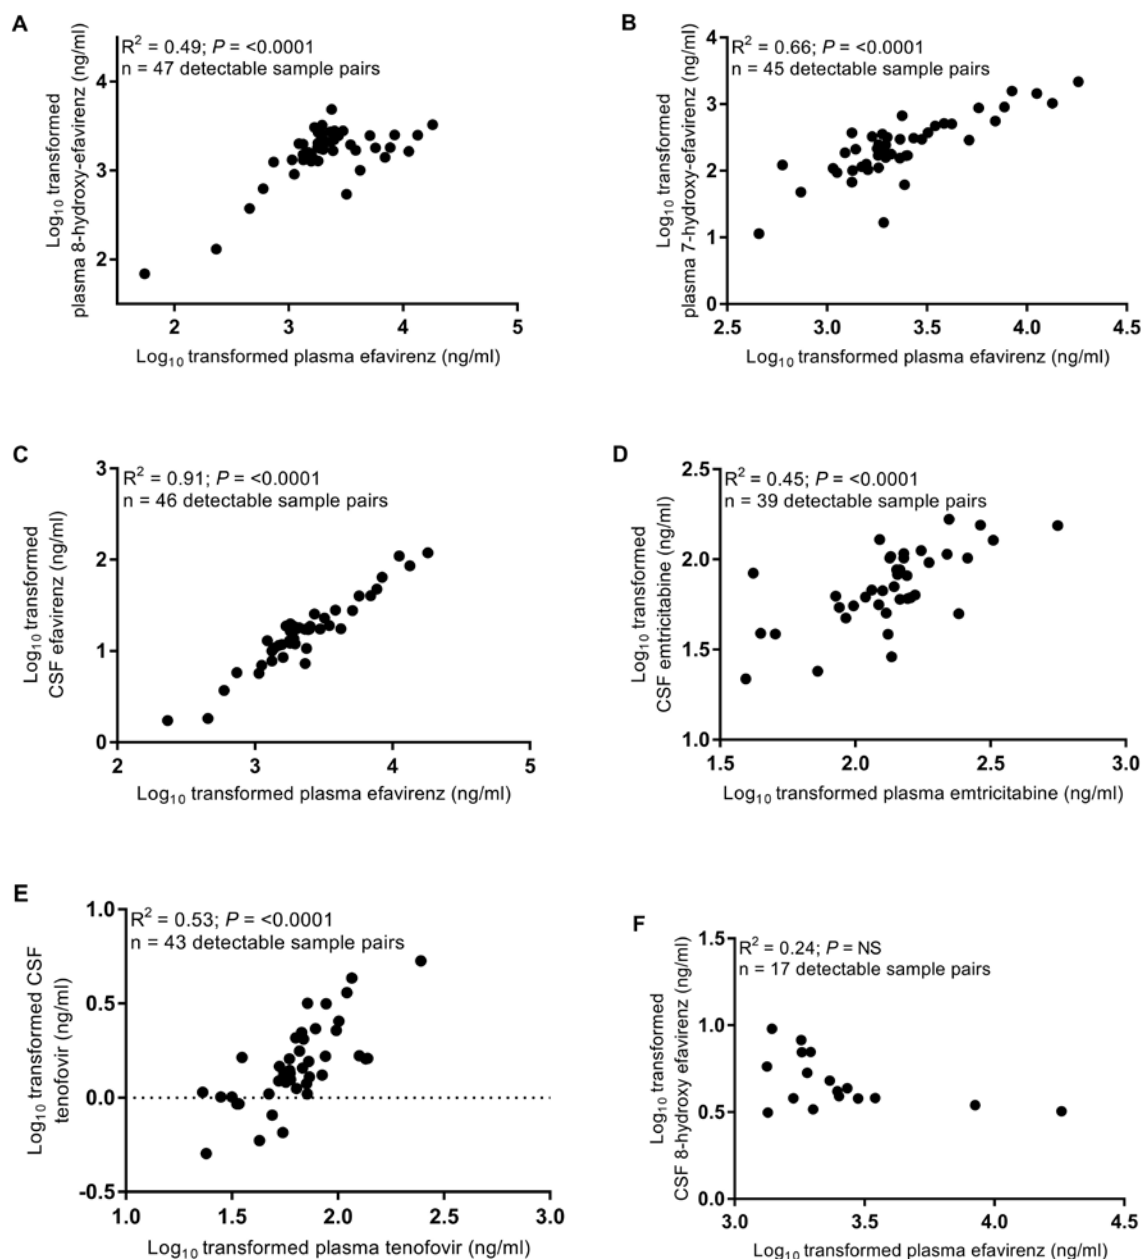 A
R² = 0.49; P = <0.0001
n = 47 detectable sample pairs
Log₁₀ transformed
plasma 8-hydroxy-efavirenz (ng/ml)
4
3
2
2 3 4 5
Log₁₀ transformed plasma efavirenz (ng/ml)
B
R² = 0.66; P = <0.0001
n = 45 detectable sample pairs
Log₁₀ transformed
plasma 7-hydroxy-efavirenz (ng/ml)
4
3
2
1
0
2.5 3.0 3.5 4.0 4.5
Log₁₀ transformed plasma efavirenz (ng/ml)
C
R² = 0.91; P = <0.0001
n = 46 detectable sample pairs
Log₁₀ transformed
CSF efavirenz (ng/ml)
3
2
1
0
2 3 4 5
Log₁₀ transformed plasma efavirenz (ng/ml)
D
R² = 0.45; P = <0.0001
n = 39 detectable sample pairs
Log₁₀ transformed
CSF emtricitabine (ng/ml)
2.5
2.0
1.5
1.0
1.5 2.0 2.5 3.0
Log₁₀ transformed plasma emtricitabine (ng/ml)
E
R² = 0.53; P = <0.0001
n = 43 detectable sample pairs
Log₁₀ transformed CSF
tenofovir (ng/ml)
1.0
0.5
0.0
-0.5
1.0 1.5 2.0 2.5 3.0
Log₁₀ transformed plasma tenofovir (ng/ml)
F
R² = 0.24; P = NS
n = 17 detectable sample pairs
Log₁₀ transformed
CSF 8-hydroxy efavirenz (ng/ml)
1.5
1.0
0.5
0.0
3.0 3.5 4.0 4.5
Log₁₀ transformed plasma efavirenz (ng/ml)